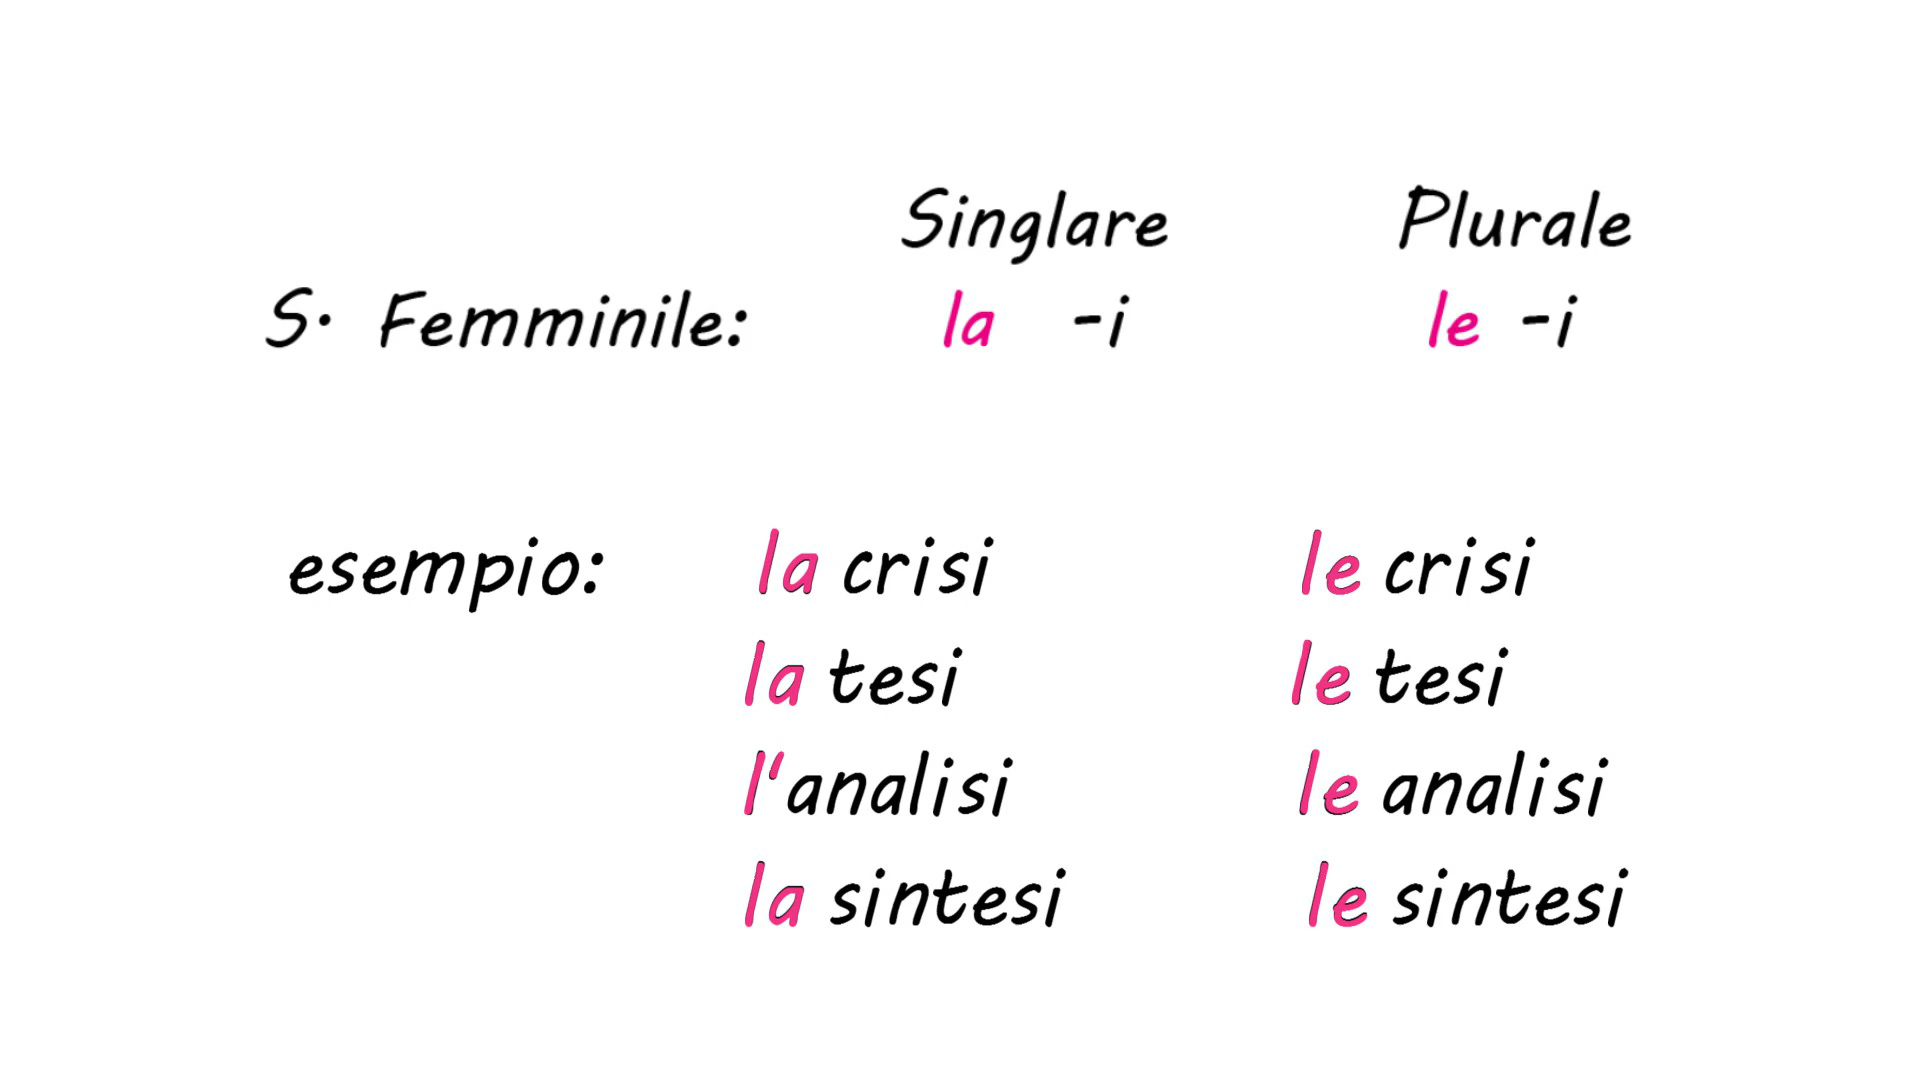 Singlare Plurale
S. Femminile: la -i le -i
esempio: la crisi le crisi
la tesi le tesi
l‘analisi le analisi
la sintesi le sintesi